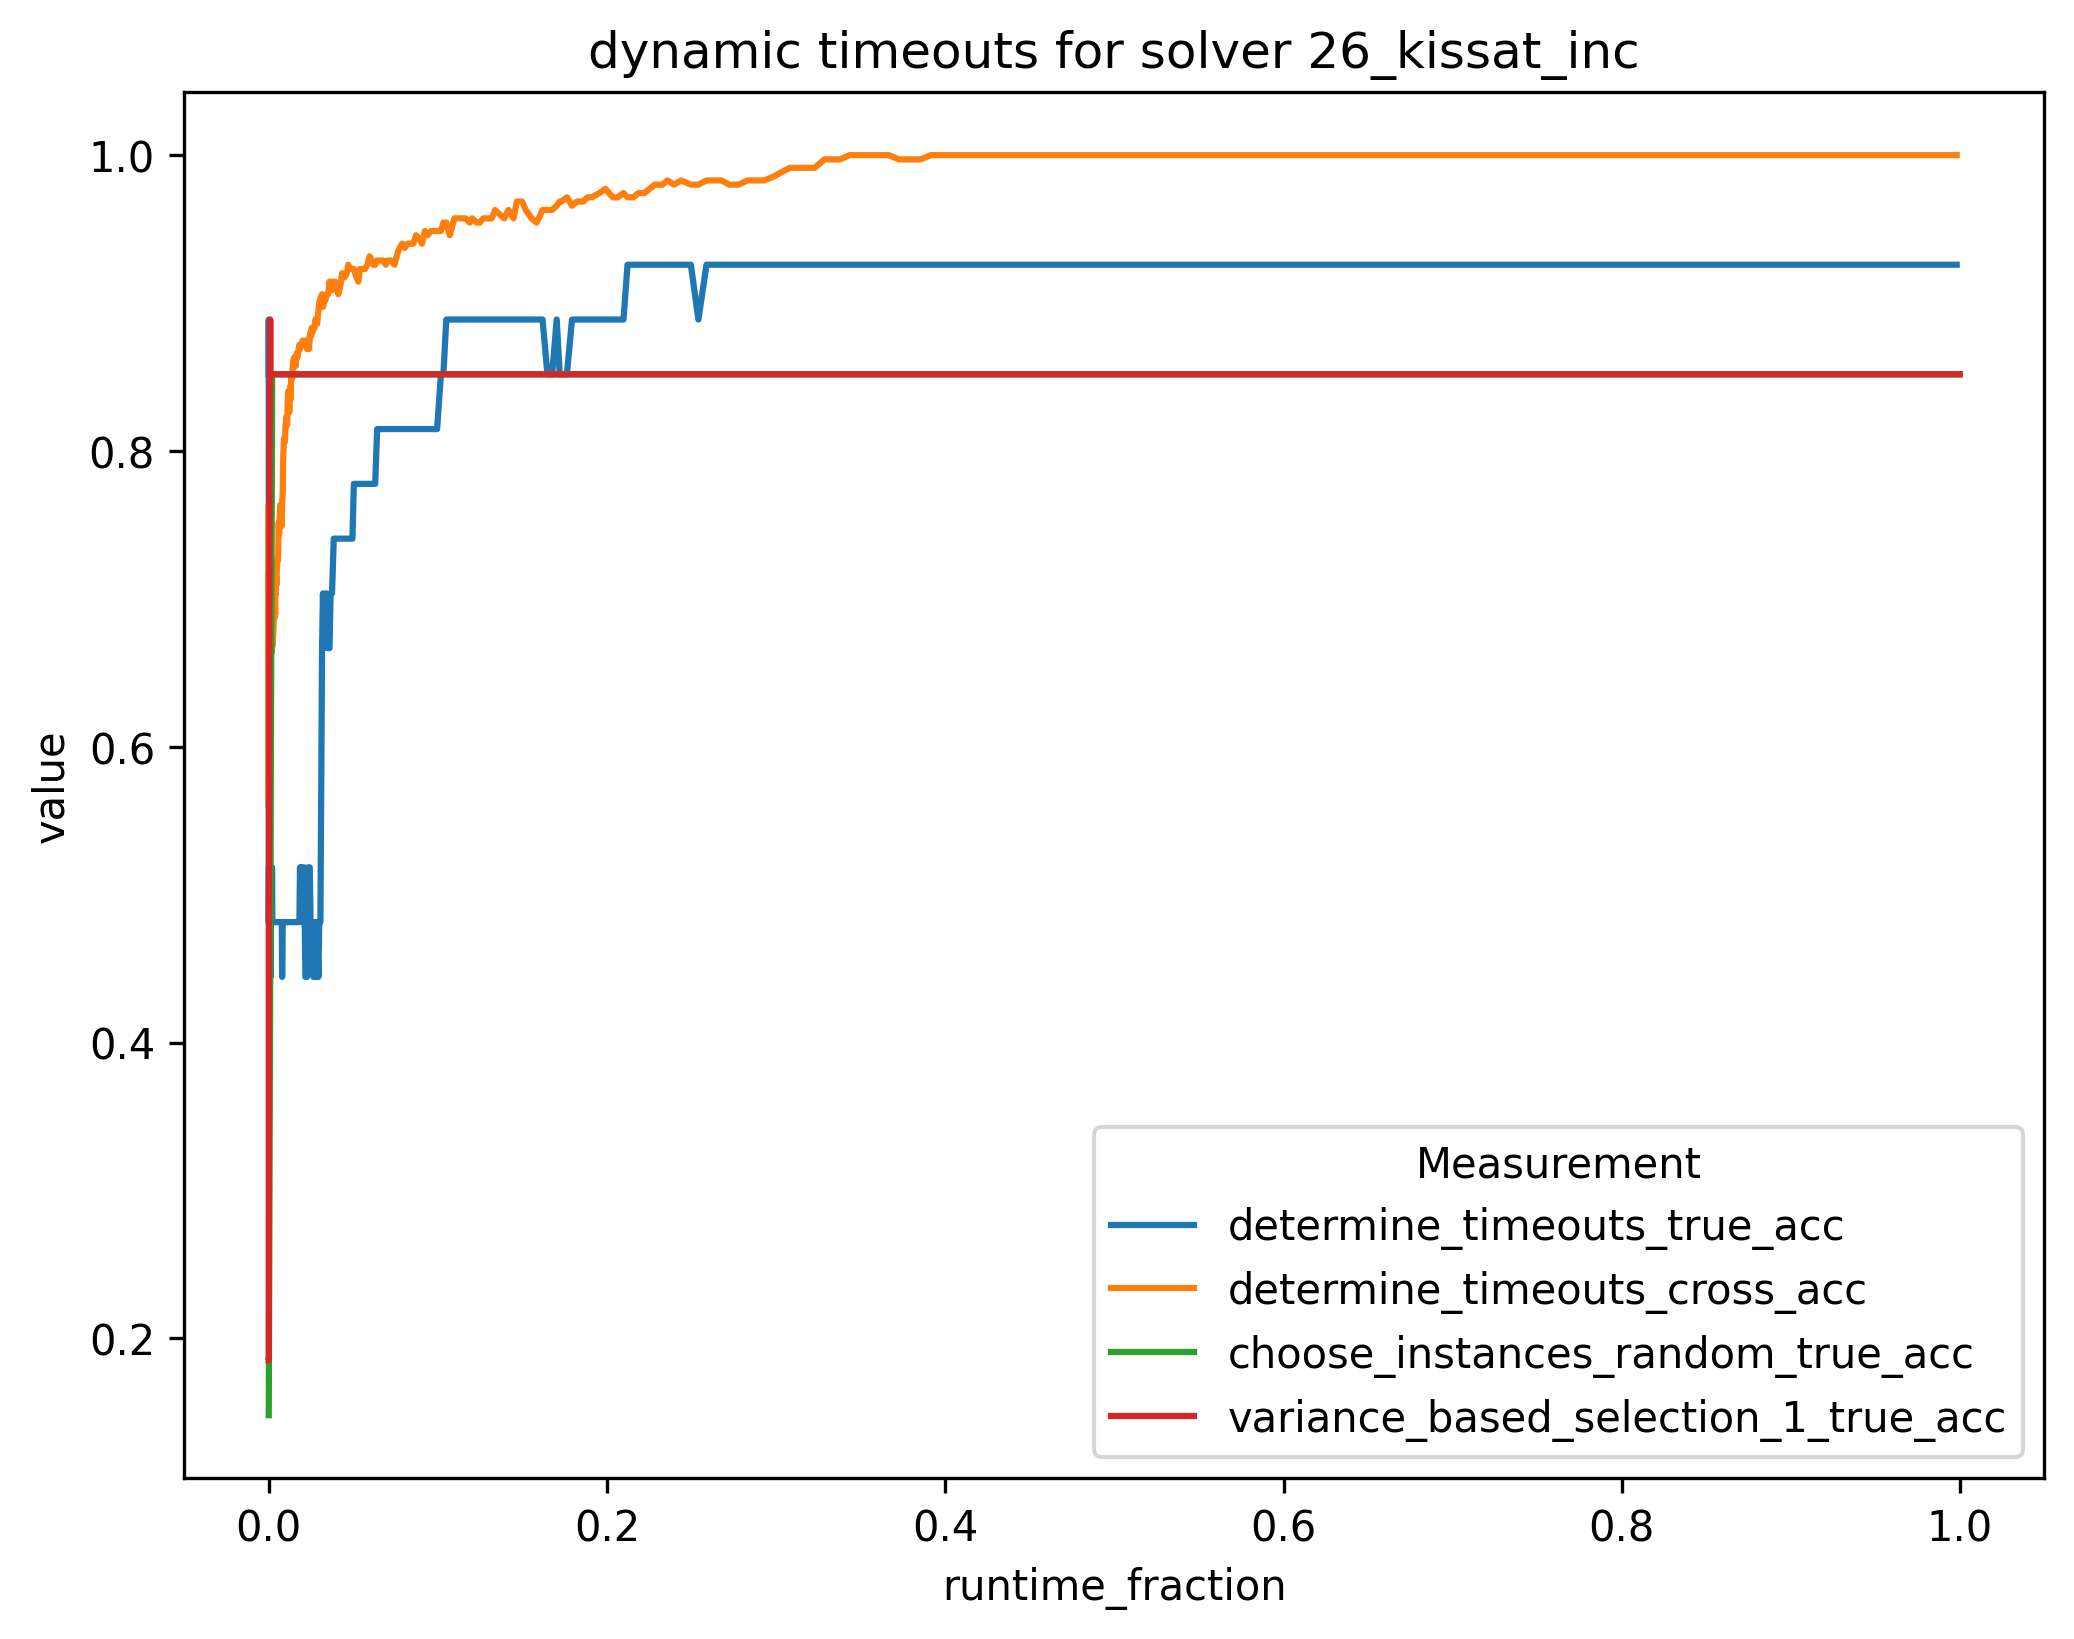 dynamic timeouts for solver 26_kissat_inc
1.0
0.8
0.6
0.4
0.2
value
Measurement
determine_timeouts_true_acc
determine_timeouts_cross_acc
choose_instances_random_true_acc
variance_based_selection_1_true_acc
0.0 0.2 0.4 0.6 0.8 1.0
runtime_fraction